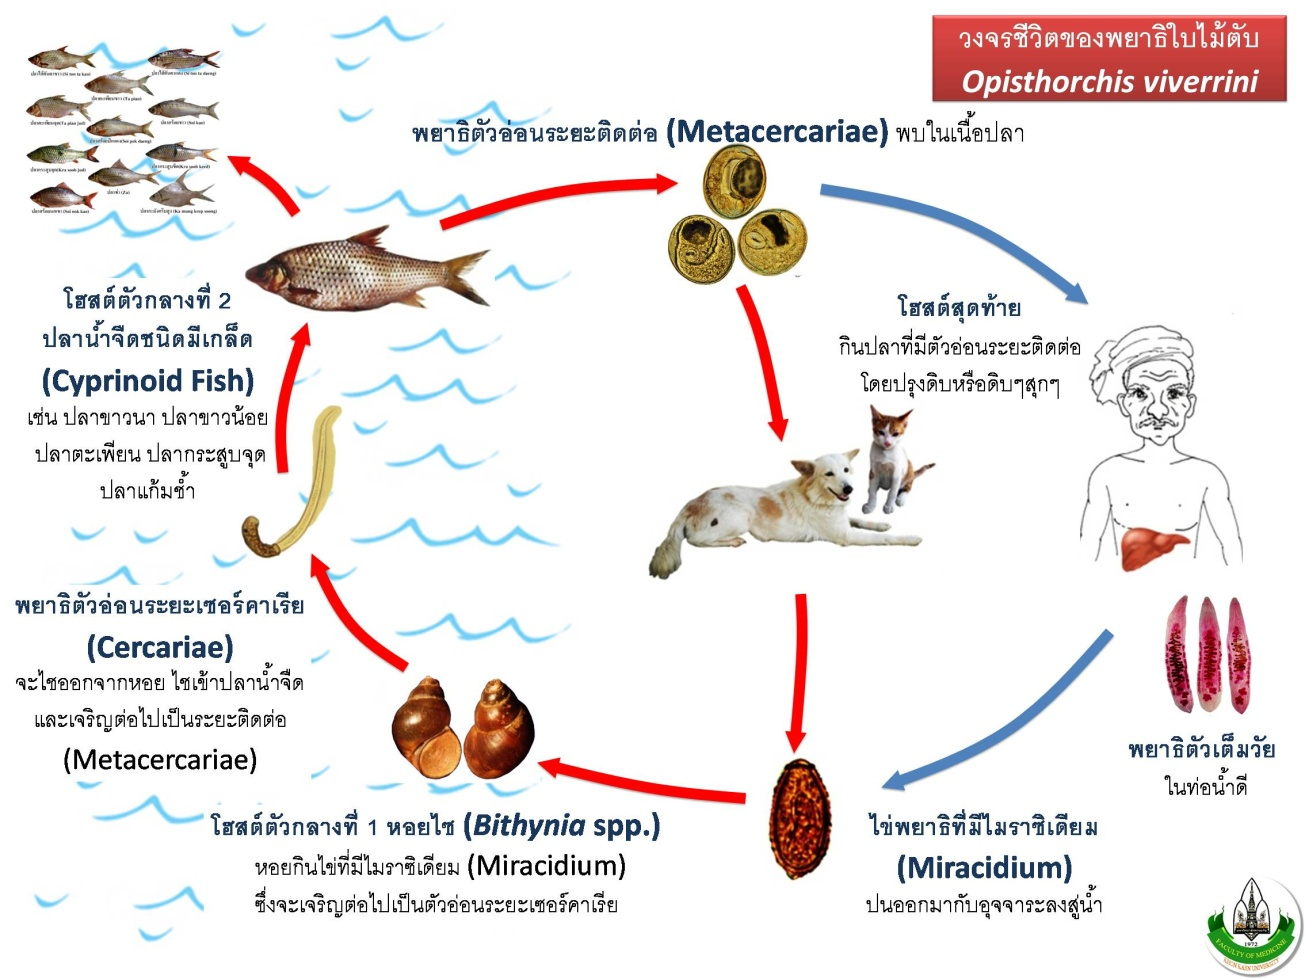 วงจรชีวิตของพยาธิใบไม้ตับ
Opisthorchis viverrini
พยาธิตัวอ่อนระยะติดต่อ (Metacercariae) พบในเนื้อปลา
โฮสต์ตัวกลางที่ 2
ปลาน้ำจืดชนิดมีเกล็ด
(Cyprinoid Fish)
เช่น ปลาขาวนา ปลาขาวน้อย
ปลาตะเพียน ปลากระสูบจุด
ปลาแก้มช้ำ
โฮสต์สุดท้าย
กินปลาที่มีตัวอ่อนระยะติดต่อ
โดยปรุงดิบหรือดิบๆสุกๆ
พยาธิตัวอ่อนระยะเซอร์คาเรีย
(Cercariae)
จะไชออกจากหอย ไชเข้าปลาน้ำจืด
และเจริญต่อไปเป็นระยะติดต่อ
(Metacercariae)
พยาธิตัวเต็มวัย
ในท่อน้ำดี
โฮสต์ตัวกลางที่ 1 หอยไซ (Bithynia spp.)
หอยกินไข่ที่มีไมราซิเดียม (Miracidium)
ซึ่งจะเจริญต่อไปเป็นตัวอ่อนระยะเซอร์คาเรีย
ไข่พยาธิที่มีไมราซิเดียม
(Miracidium)
ปนออกมากับอุจจาระลงสู่น้ำ
1972
FACULTY OF MEDICINE
KHON KAEN UNIVERSITY